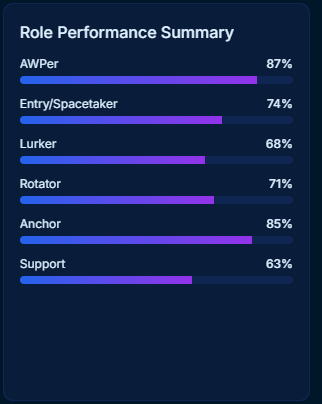 Role Performance Summary
AWPer 87%
Entry/Spacetaker 74%
Lurker 68%
Rotator 71%
Anchor 85%
Support 63%